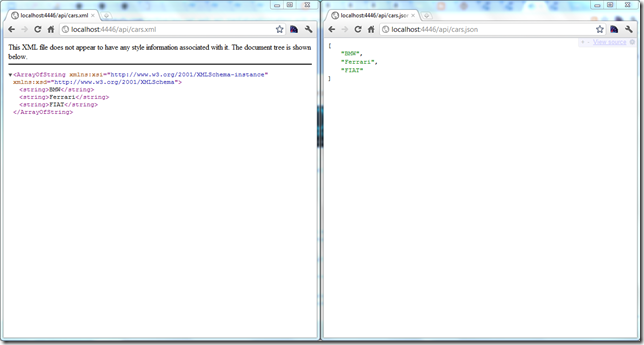 localhost:4446/api/cars.xml
localhost:4446/api/cars.xml
This XML file does not appear to have any style information associated with it. The document tree is shown
below.
▼<ArrayOfString xmlns:xsi="http://www.w3.org/2001/XMLSchema-instance"
xmlns:xsd="http://www.w3.org/2001/XMLSchema">
<string>BMW</string>
<string>Ferrari</string>
<string>FIAT</string>
</ArrayOfString>
localhost:4446/api/cars.json
localhost:4446/api/cars.json
View source
[
"BMW",
"Ferrari",
"FIAT"
]